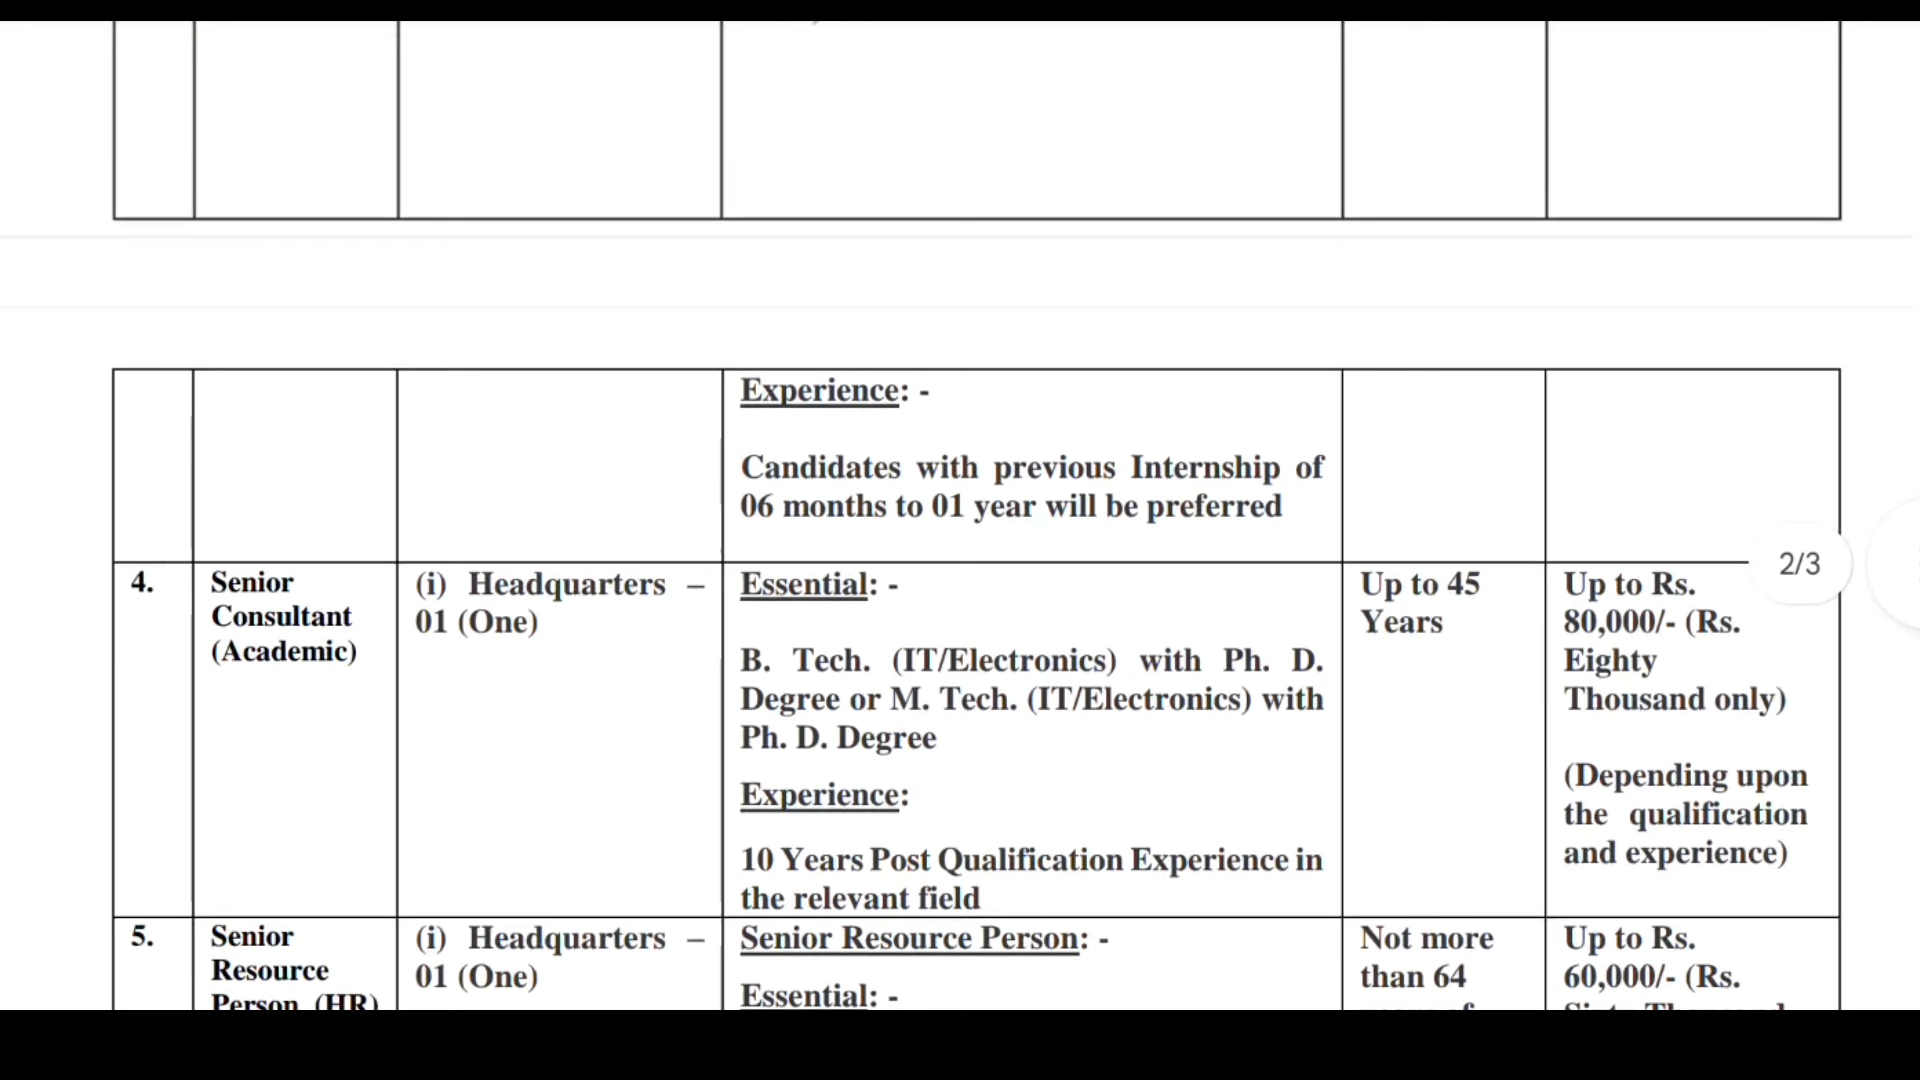 Experience: -
Candidates with previous Internship of
06 months to 01 year will be preferred
4.
Senior
Consultant
(Academic)
(i) Headquarters –
01 (One)
Essential: -
B. Tech. (IT/Electronics) with Ph. D.
Degree or M. Tech. (IT/Electronics) with
Ph. D. Degree
Experience:
10 Years Post Qualification Experience in
the relevant field
Up to 45
Years
Up to Rs.
80,000/- (Rs.
Eighty
Thousand only)
(Depending upon
the qualification
and experience)
2/3
5.
Senior
Resource
Person (HR)
(i) Headquarters –
01 (One)
Senior Resource Person: -
Essential: -
Not more
than 64
Up to Rs.
60,000/- (Rs.